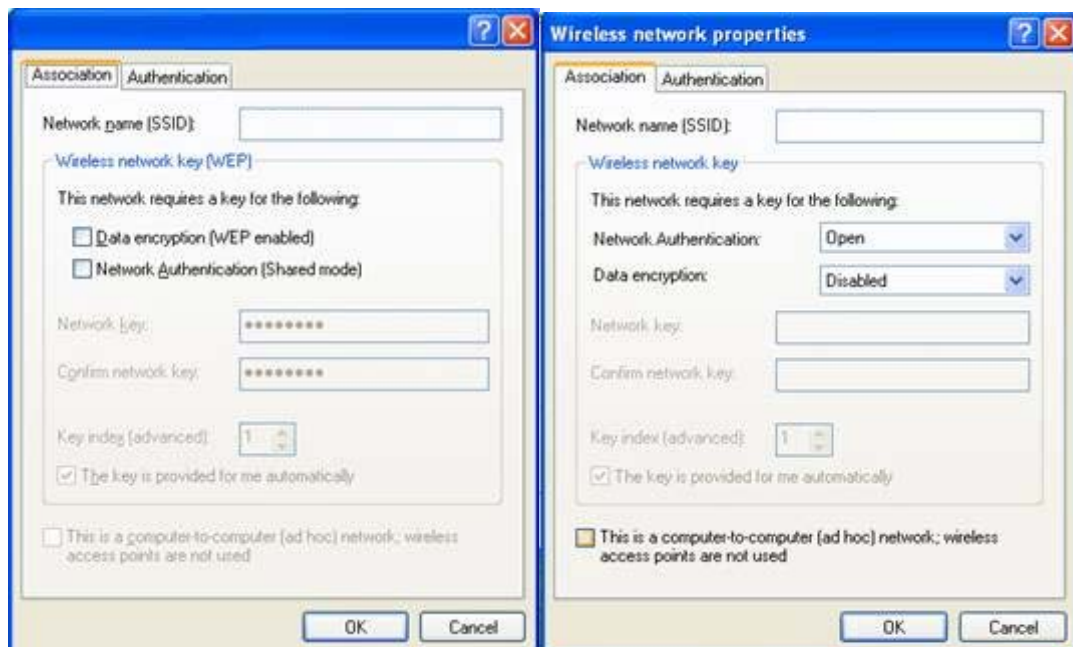 Association Authentication
Network name (SSID):
Wireless network key (WEP)
This network requires a key for the following:
Data encryption (WEP enabled)
Network Authentication (Shared mode)
Network key: ••••••••
Confirm network key: ••••••••
Key index (advanced): 1
The key is provided for me automatically
This is a computer-to-computer (ad hoc) network; wireless
access points are not used
OK Cancel
Wireless network properties
Association Authentication
Network name (SSID):
Wireless network key
This network requires a key for the following:
Network Authentication: Open
Data encryption: Disabled
Network key:
Confirm network key:
Key index (advanced): 1
The key is provided for me automatically
This is a computer-to-computer (ad hoc) network; wireless
access points are not used
OK Cancel